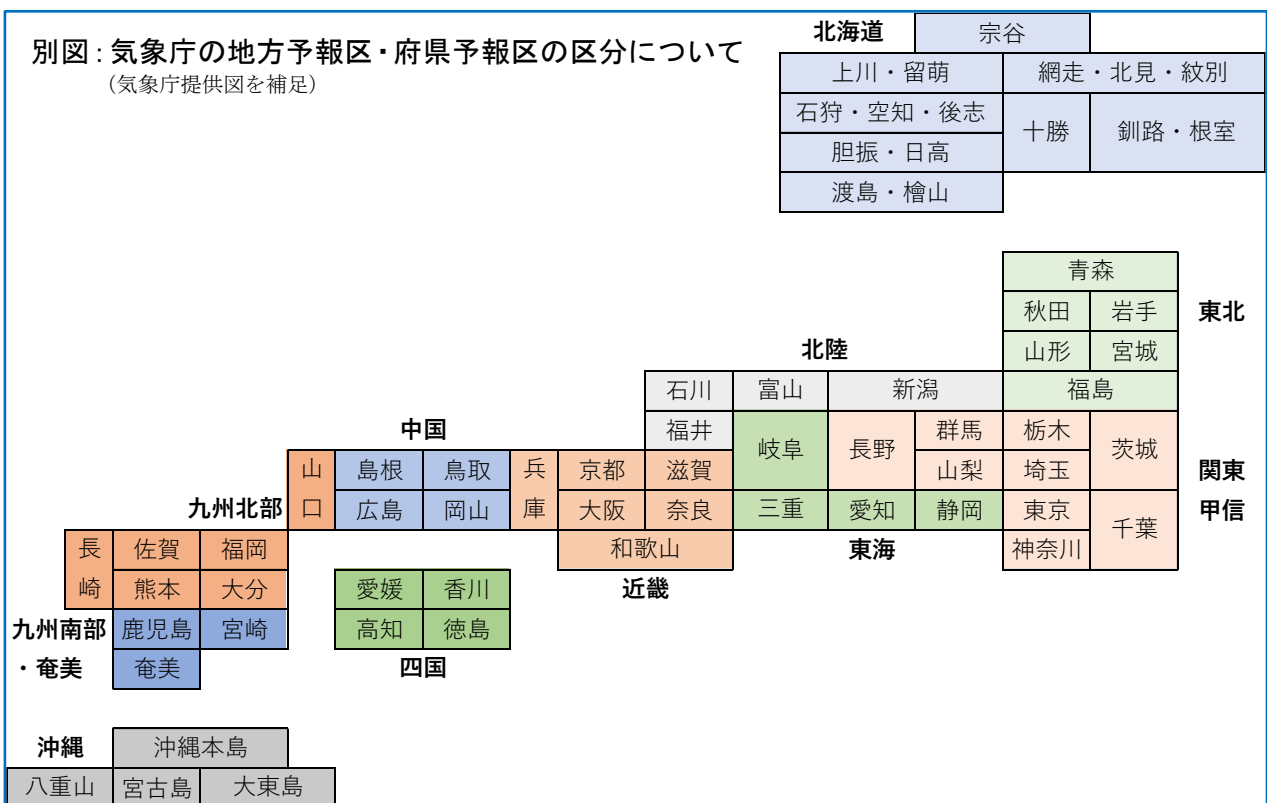 別図：気象庁の地方予報区・府県予報区の区分について
（気象庁提供図を補足）
北海道 宗谷
上川・留萌 網走・北見・紋別
石狩・空知・後志 十勝 釧路・根室
胆振・日高
渡島・檜山
青森
秋田 岩手 東北
北陸 山形 宮城
石川 富山 新潟 福島
中国 福井 岐阜 長野 群馬 栃木 茨城
山口 島根 鳥取 兵庫 京都 滋賀 山梨 埼玉 関東
九州北部 広島 岡山 大阪 奈良 三重 愛知 静岡 東京 千葉 甲信
長崎 佐賀 福岡 和歌山 東海 神奈川
熊本 大分 愛媛 香川 近畿
九州南部 鹿児島 宮崎 高知 徳島
・奄美 奄美 四国
沖縄 沖縄本島
八重山 宮古島 大東島